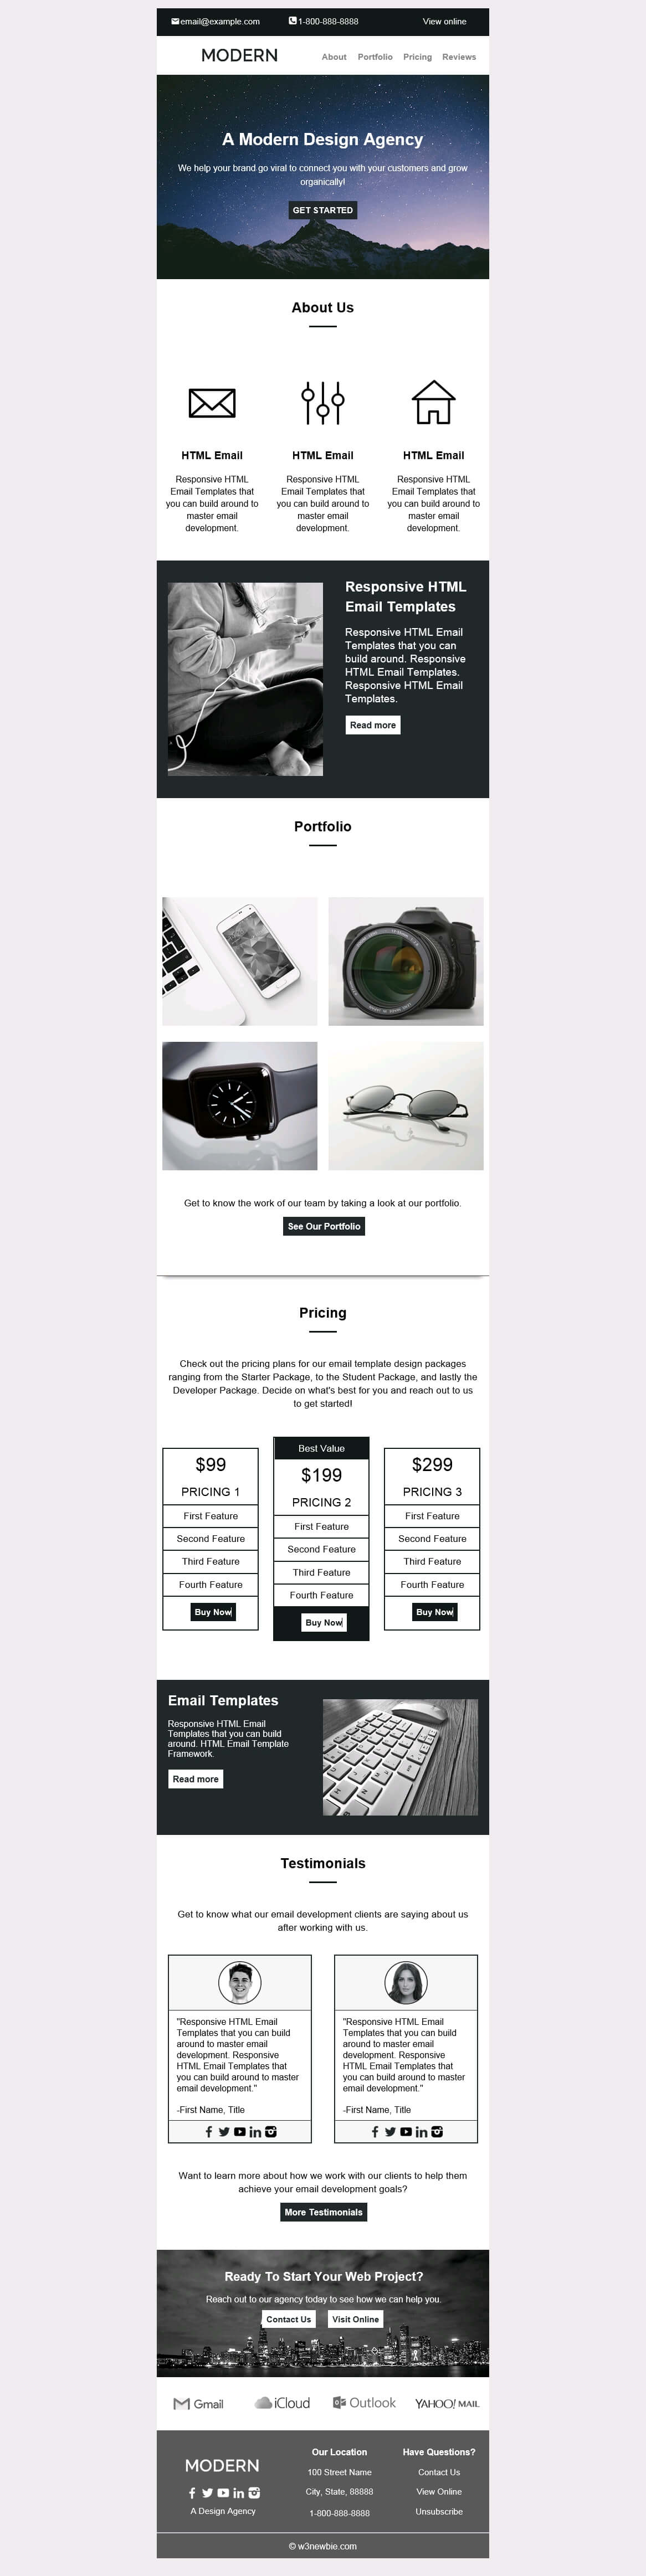 email@example.com 1-800-888-8888 View online
MODERN About Portfolio Pricing Reviews
A Modern Design Agency
We help your brand go viral to connect you with your customers and grow
organically!
GET STARTED
About Us
HTML Email
Responsive HTML
Email Templates that
you can build around to
master email
development.
HTML Email
Responsive HTML
Email Templates that
you can build around to
master email
development.
HTML Email
Responsive HTML
Email Templates that
you can build around to
master email
development.
Responsive HTML
Email Templates
Responsive HTML Email
Templates that you can
build around. Responsive
HTML Email Templates.
Responsive HTML Email
Templates.
Read more
Portfolio
Get to know the work of our team by taking a look at our portfolio.
See Our Portfolio
Pricing
Check out the pricing plans for our email template design packages
ranging from the Starter Package, to the Student Package, and lastly the
Developer Package. Decide on what's best for you and reach out to us
to get started!
$99
PRICING 1
First Feature
Second Feature
Third Feature
Fourth Feature
Buy Now
Best Value
$199
PRICING 2
First Feature
Second Feature
Third Feature
Fourth Feature
Buy Now
$299
PRICING 3
First Feature
Second Feature
Third Feature
Fourth Feature
Buy Now
Email Templates
Responsive HTML Email
Templates that you can build
around. HTML Email Template
Framework.
Read more
Testimonials
Get to know what our email development clients are saying about us
after working with us.
"Responsive HTML Email
Templates that you can build
around to master email
development. Responsive
HTML Email Templates that
you can build around to master
email development."
-First Name, Title
"Responsive HTML Email
Templates that you can build
around to master email
development. Responsive
HTML Email Templates that
you can build around to master
email development."
-First Name, Title
Want to learn more about how we work with our clients to help them
achieve your email development goals?
More Testimonials
Ready To Start Your Web Project?
Reach out to our agency today to see how we can help you.
Contact Us Visit Online
Gmail iCloud Outlook YAHOO! MAIL
MODERN
A Design Agency
Our Location
100 Street Name
City, State, 88888
1-800-888-8888
Have Questions?
Contact Us
View Online
Unsubscribe
© w3newbie.com